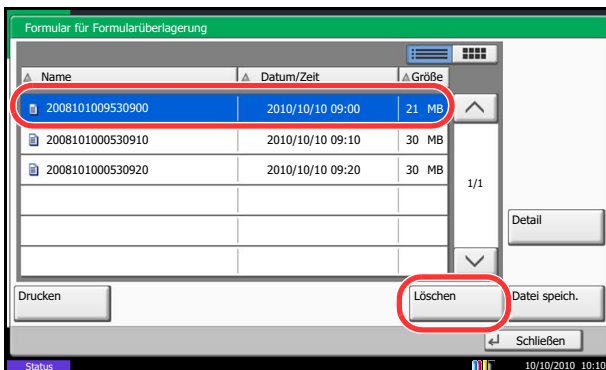 Formular für Formularüberlagerung
Name Datum/Zeit Größe
2008101009530900 2010/10/10 09:00 21 MB
2008101000530910 2010/10/10 09:10 30 MB
2008101000530920 2010/10/10 09:20 30 MB
1/1
Detail
Drucken Löschen Datei speich.
Schließen
Status 10/10/2010 10:10